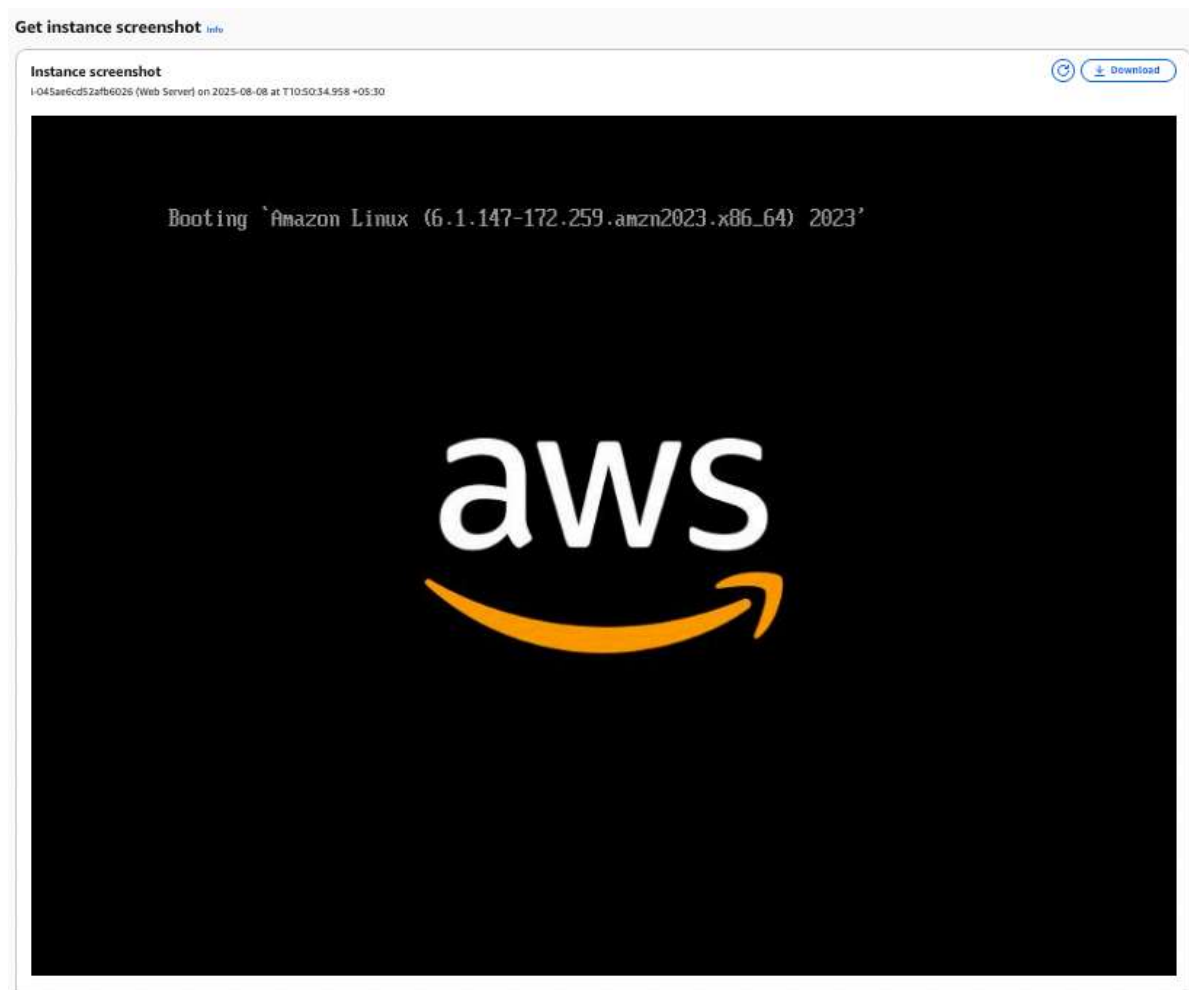 Get instance screenshot Info
Instance screenshot
Download
i-045ae6cd52afb6026 (Web Server) on 2025-08-08 at T10:50:34.958 +05:30
Booting `Amazon Linux (6.1.147-172.259.amzn2023.x86_64) 2023’
aws